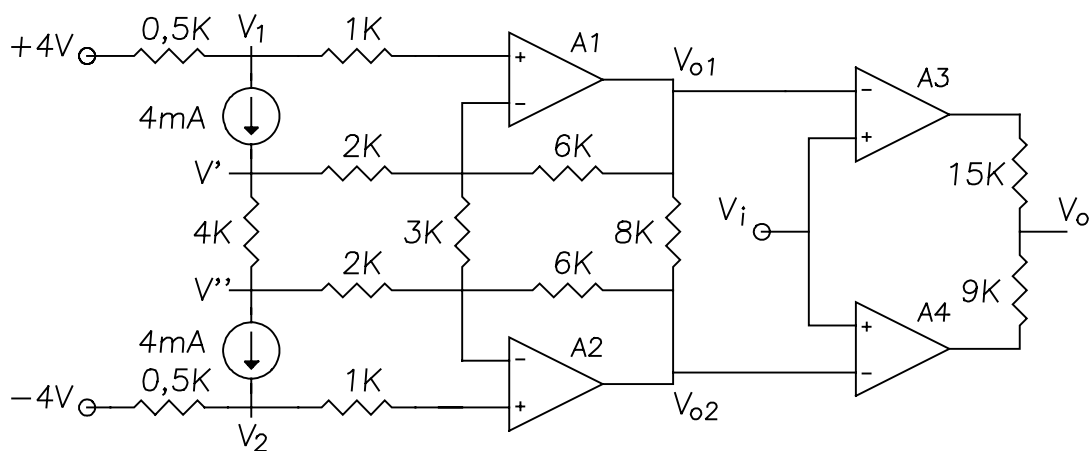 +4V 0,5K V1 1K + A1 Vo1 − A3
4mA − +
V' 2K 6K 15K
4K 3K 8K Vi Vo
V'' 2K 6K 9K
4mA − A2 + A4
−4V 0,5K V2 1K + Vo2 −